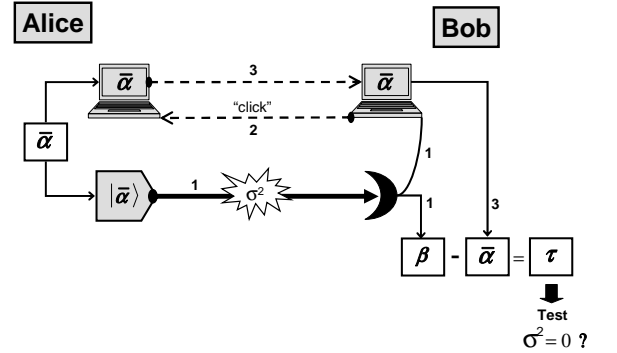 Alice
Bob
ᾱ
3
ᾱ
"click"
2
ᾱ
|ᾱ⟩
1
σ²
1
1
3
β - ᾱ = τ
Test
σ² = 0 ?